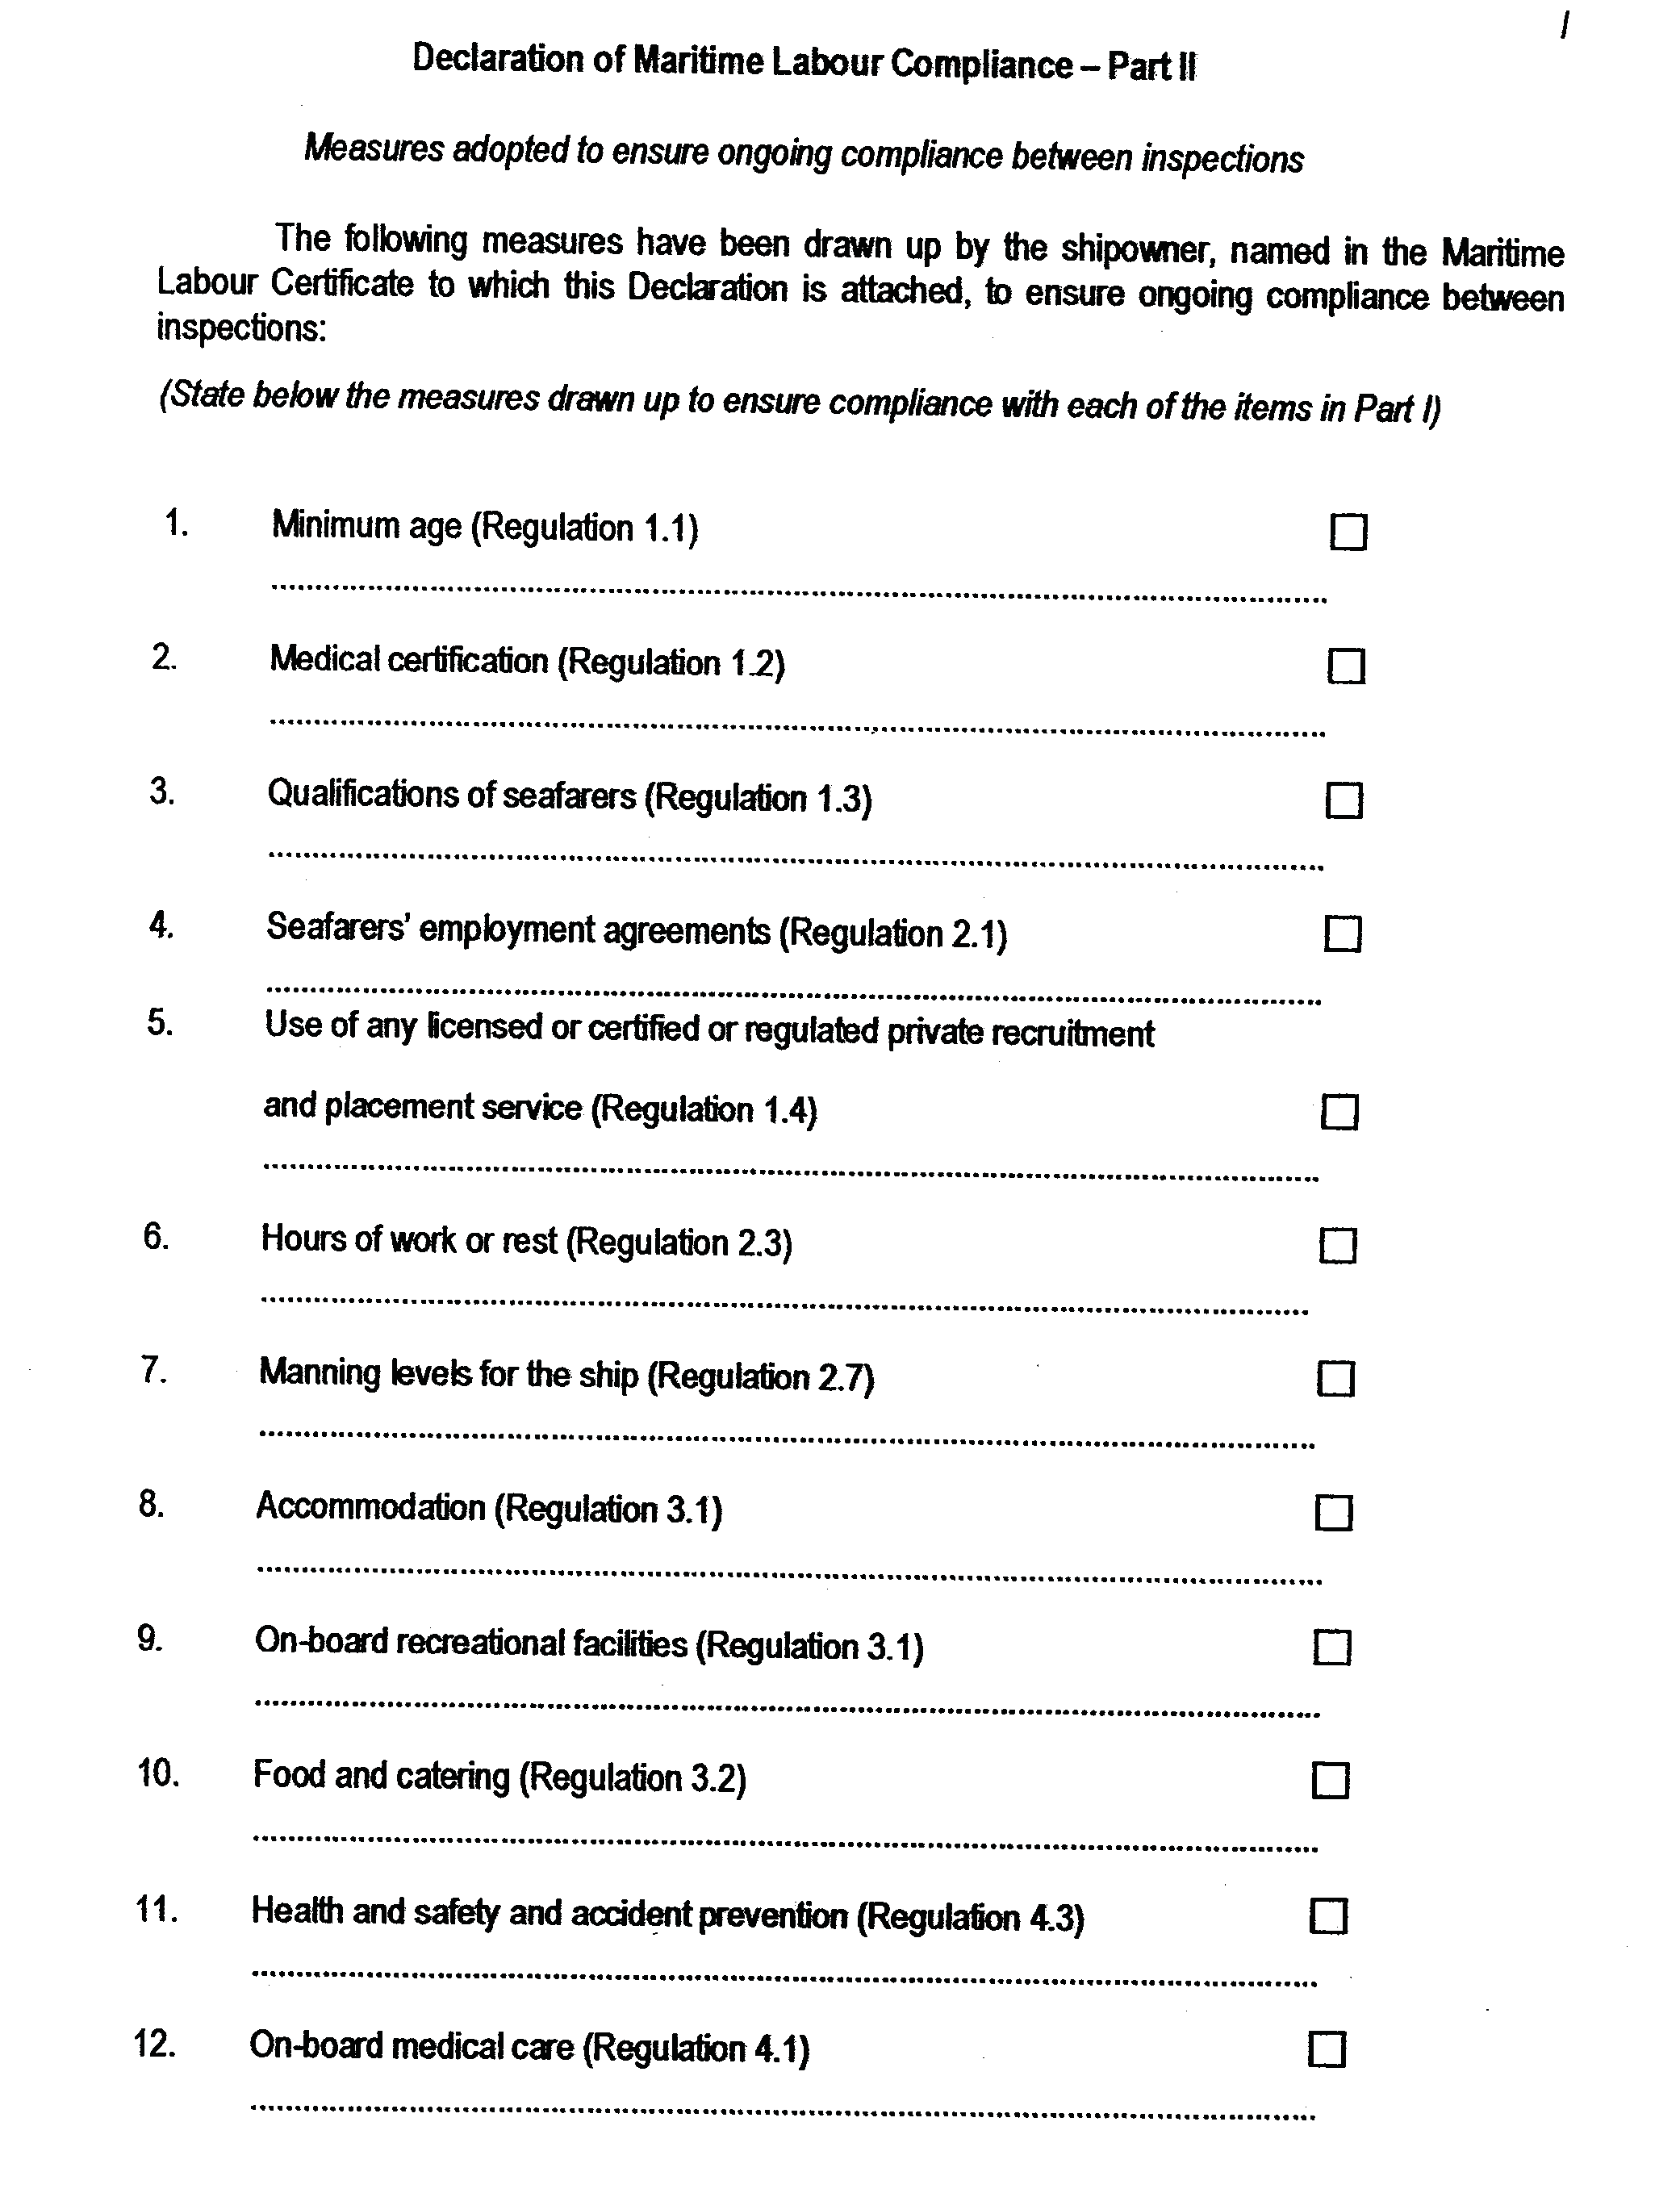 Declaration of Maritime Labour Compliance – Part II
Measures adopted to ensure ongoing compliance between inspections
The following measures have been drawn up by the shipowner, named in the Maritime
Labour Certificate to which this Declaration is attached, to ensure ongoing compliance between
inspections:
(State below the measures drawn up to ensure compliance with each of the items in Part I)
1. Minimum age (Regulation 1.1) ☐
2. Medical certification (Regulation 1.2) ☐
3. Qualifications of seafarers (Regulation 1.3) ☐
4. Seafarers' employment agreements (Regulation 2.1) ☐
5. Use of any licensed or certified or regulated private recruitment
and placement service (Regulation 1.4) ☐
6. Hours of work or rest (Regulation 2.3) ☐
7. Manning levels for the ship (Regulation 2.7) ☐
8. Accommodation (Regulation 3.1) ☐
9. On-board recreational facilities (Regulation 3.1) ☐
10. Food and catering (Regulation 3.2) ☐
11. Health and safety and accident prevention (Regulation 4.3) ☐
12. On-board medical care (Regulation 4.1) ☐